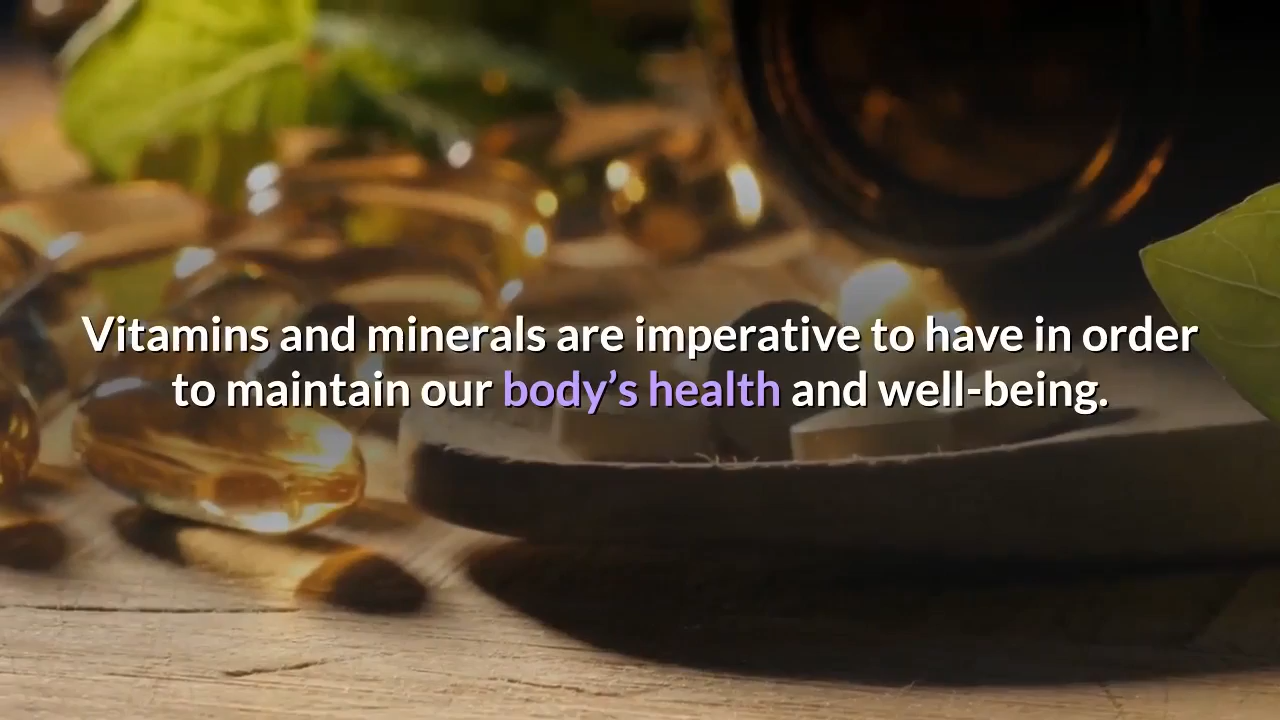 Vitamins and minerals are imperative to have in order
to maintain our body’s health and well-being.